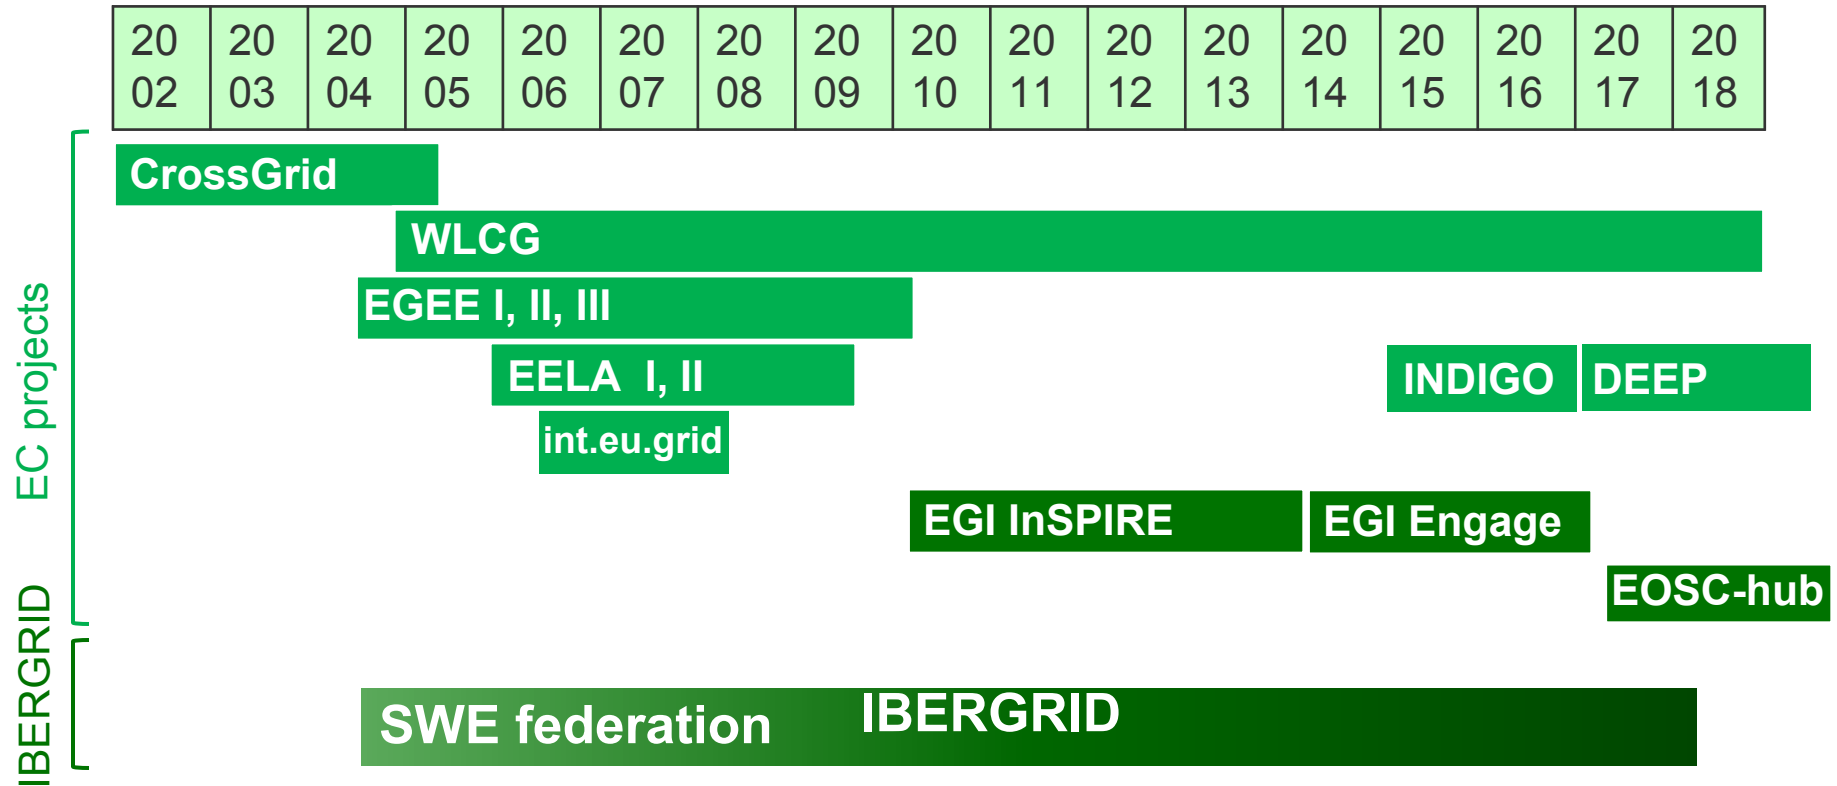 20 20 20 20 20 20 20 20 20 20 20 20 20 20 20 20 20
02 03 04 05 06 07 08 09 10 11 12 13 14 15 16 17 18
CrossGrid
WLCG
EGEE I, II, III
EELA I, II
INDIGO
DEEP
int.eu.grid
EGI InSPIRE
EGI Engage
EOSC-hub
EC projects
SWE federation
IBERGRID
IBERGRID